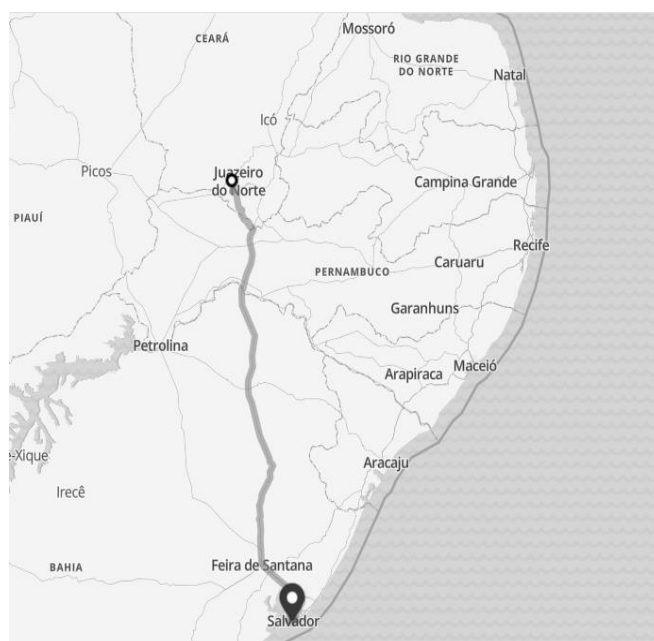 Mossoró
CEARÁ
RIO GRANDE
DO NORTE
Natal
Icó
Picos
Juazeiro
do Norte
Campina Grande
PIAUÍ
Recife
Caruaru
PERNAMBUCO
Garanhuns
Petrolina
Maceió
Arapiraca
e-Xique
Aracaju
Irecê
Feira de Santana
BAHIA
Salvador